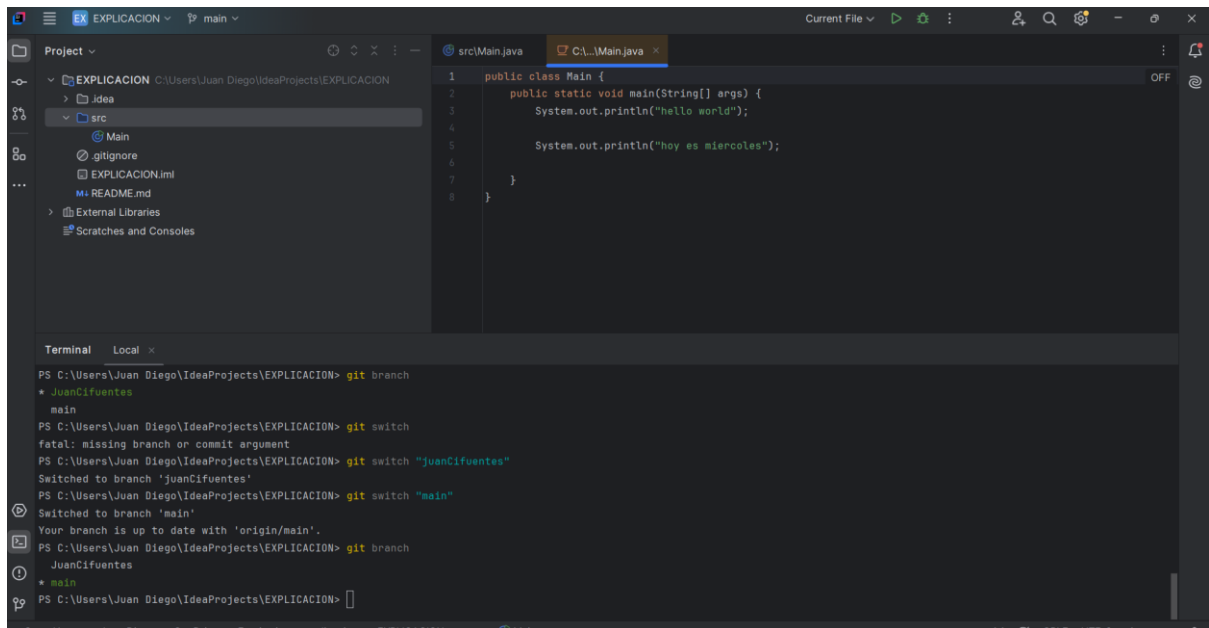 EX EXPLICACION main Current File
Project
src\Main.java C:\...\Main.java
EXPLICACION C:\Users\Juan Diego\IdeaProjects\EXPLICACION
.idea
src
Main
.gitignore
EXPLICACION.iml
M↓ README.md
External Libraries
Scratches and Consoles
OFF
1 public class Main {
2 public static void main(String[] args) {
3 System.out.println("hello world");
4
5 System.out.println("hoy es miercoles");
6
7 }
8 }
Terminal Local
PS C:\Users\Juan Diego\IdeaProjects\EXPLICACION> git branch
* JuanCifuentes
main
PS C:\Users\Juan Diego\IdeaProjects\EXPLICACION> git switch
fatal: missing branch or commit argument
PS C:\Users\Juan Diego\IdeaProjects\EXPLICACION> git switch "juanCifuentes"
Switched to branch 'juanCifuentes'
PS C:\Users\Juan Diego\IdeaProjects\EXPLICACION> git switch "main"
Switched to branch 'main'
Your branch is up to date with 'origin/main'.
PS C:\Users\Juan Diego\IdeaProjects\EXPLICACION> git branch
JuanCifuentes
* main
PS C:\Users\Juan Diego\IdeaProjects\EXPLICACION>